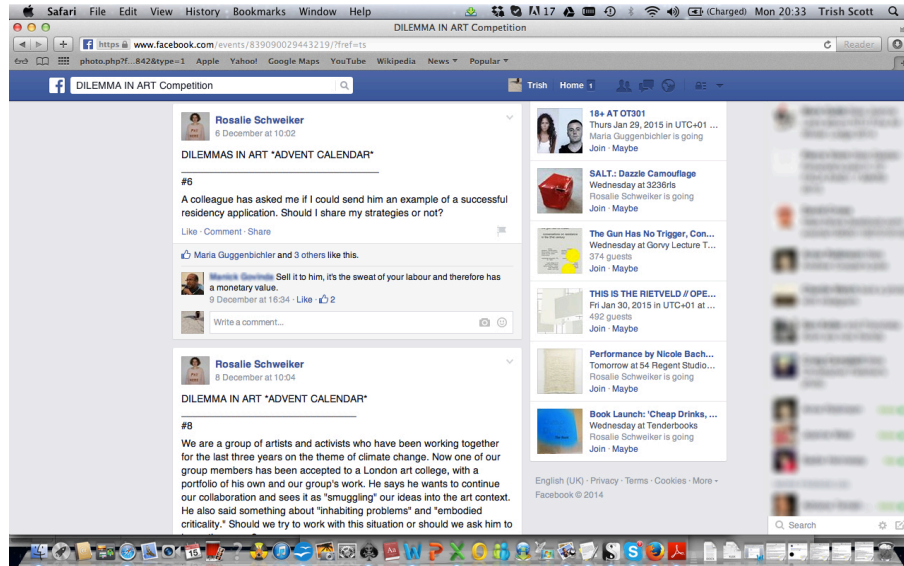 Safari File Edit View History Bookmarks Window Help 17 (Charged) Mon 20:33 Trish Scott
DILEMMA IN ART Competition
https www.facebook.com/events/839090029443219/?fref=ts Reader
photo.php?f...842&type=1 Apple Yahoo! Google Maps YouTube Wikipedia News Popular
DILEMMA IN ART Competition
Trish Home 1
Rosalie Schweiker
6 December at 10:02
DILEMMAS IN ART *ADVENT CALENDAR*
#6
A colleague has asked me if I could send him an example of a successful
residency application. Should I share my strategies or not?
Like · Comment · Share
Maria Guggenbichler and 3 others like this.
Sell it to him, it's the sweat of your labour and therefore has
a monetary value.
9 December at 16:34 · Like · 2
Write a comment...
Rosalie Schweiker
8 December at 10:04
DILEMMA IN ART *ADVENT CALENDAR*
#8
We are a group of artists and activists who have been working together
for the last three years on the theme of climate change. Now one of our
group members has been accepted to a London art college, with a
portfolio of his own and our group's work. He says he wants to continue
our collaboration and sees it as "smuggling" our ideas into the art context.
He also said something about "inhabiting problems" and "embodied
criticality." Should we try to work with this situation or should we ask him to
18+ AT OT301
Thurs Jan 29, 2015 in UTC+01 ...
Maria Guggenbichler is going
Join · Maybe
SALT.: Dazzle Camouflage
Wednesday at 3236rls
Rosalie Schweiker is going
Join · Maybe
The Gun Has No Trigger, Con...
Wednesday at Gorvy Lecture T...
374 guests
Join · Maybe
THIS IS THE RIETVELD // OPE...
Fri Jan 30, 2015 in UTC+01 at ...
492 guests
Join · Maybe
Performance by Nicole Bach...
Tomorrow at 54 Regent Studio...
Rosalie Schweiker is going
Join · Maybe
Book Launch: 'Cheap Drinks, ...
Wednesday at Tenderbooks
Rosalie Schweiker is going
Join · Maybe
English (UK) · Privacy · Terms · Cookies · More
Facebook © 2014
Search